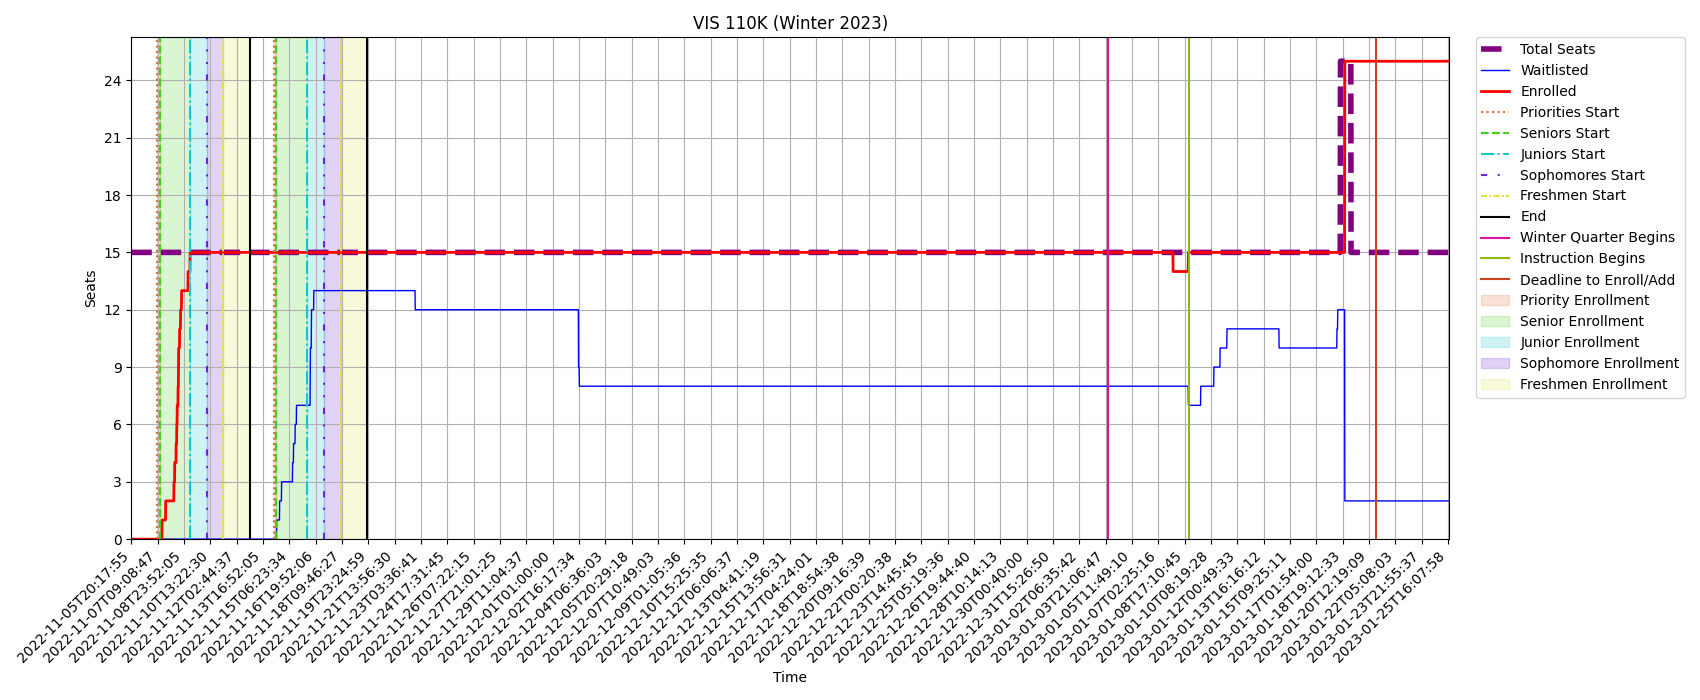 VIS 110K (Winter 2023)
Seats
24
21
18
15
12
9
6
3
0
2022-11-05T20:17:55
2022-11-07T09:08:47
2022-11-08T23:52:05
2022-11-10T13:22:30
2022-11-12T02:44:37
2022-11-13T16:52:05
2022-11-15T06:23:34
2022-11-16T19:52:06
2022-11-18T09:46:27
2022-11-19T23:24:59
2022-11-21T13:56:30
2022-11-23T03:36:41
2022-11-24T17:31:45
2022-11-26T07:22:15
2022-11-27T21:01:25
2022-11-29T11:04:37
2022-12-01T01:00:00
2022-12-02T16:17:34
2022-12-04T06:36:03
2022-12-05T20:29:18
2022-12-07T10:49:03
2022-12-09T01:05:36
2022-12-10T15:25:35
2022-12-12T06:06:37
2022-12-13T04:41:19
2022-12-15T13:56:31
2022-12-17T04:24:01
2022-12-18T18:54:38
2022-12-20T09:16:39
2022-12-22T00:20:38
2022-12-23T14:45:45
2022-12-25T05:19:36
2022-12-26T19:44:40
2022-12-28T10:14:13
2022-12-30T00:40:00
2022-12-31T15:26:50
2023-01-02T06:35:42
2023-01-03T21:06:47
2023-01-05T11:49:10
2023-01-07T02:25:16
2023-01-08T17:10:45
2023-01-10T08:19:28
2023-01-12T00:49:33
2023-01-13T16:16:12
2023-01-15T09:25:11
2023-01-17T01:54:00
2023-01-18T19:12:33
2023-01-20T12:19:09
2023-01-22T05:08:03
2023-01-23T21:55:37
2023-01-25T16:07:58
Time
Total Seats
Waitlisted
Enrolled
Priorities Start
Seniors Start
Juniors Start
Sophomores Start
Freshmen Start
End
Winter Quarter Begins
Instruction Begins
Deadline to Enroll/Add
Priority Enrollment
Senior Enrollment
Junior Enrollment
Sophomore Enrollment
Freshmen Enrollment